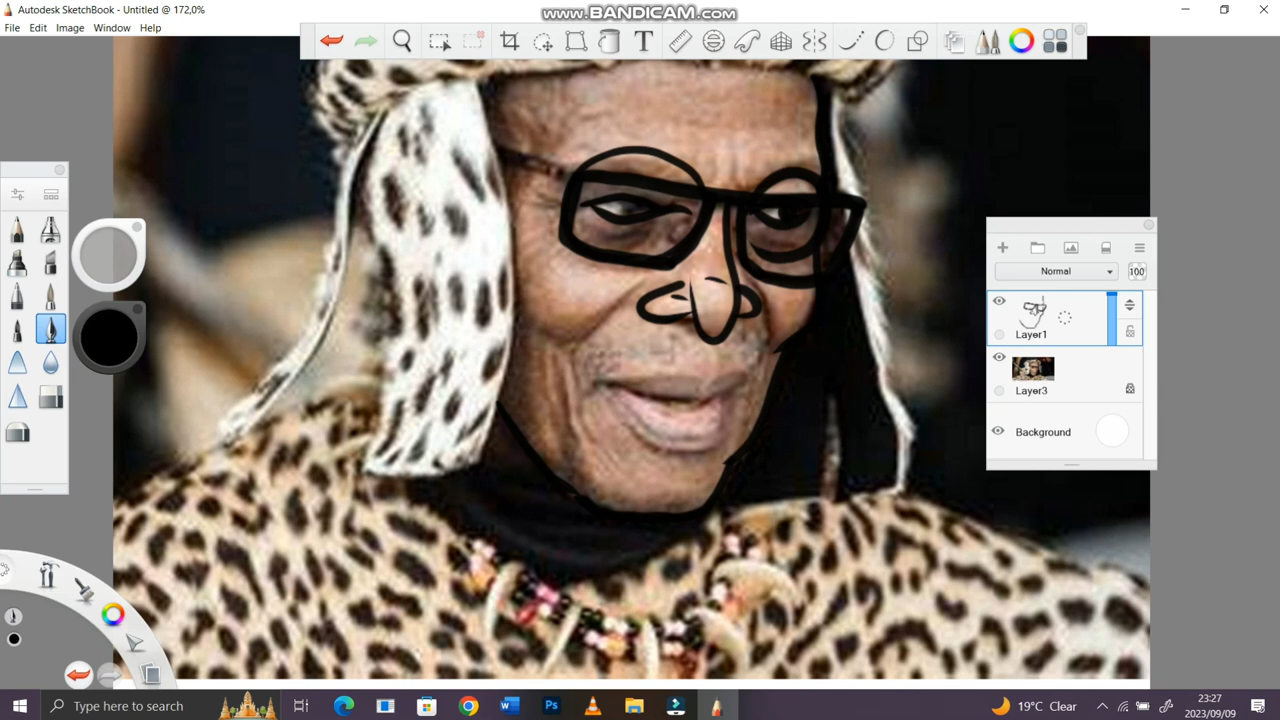 www.BANDICAM.com
Autodesk SketchBook - Untitled @ 172,0%
File Edit Image Window Help
T
Normal
100
Layer1
Layer3
Background
Type here to search
W
Ps
19°C Clear
23:27
2023/09/09